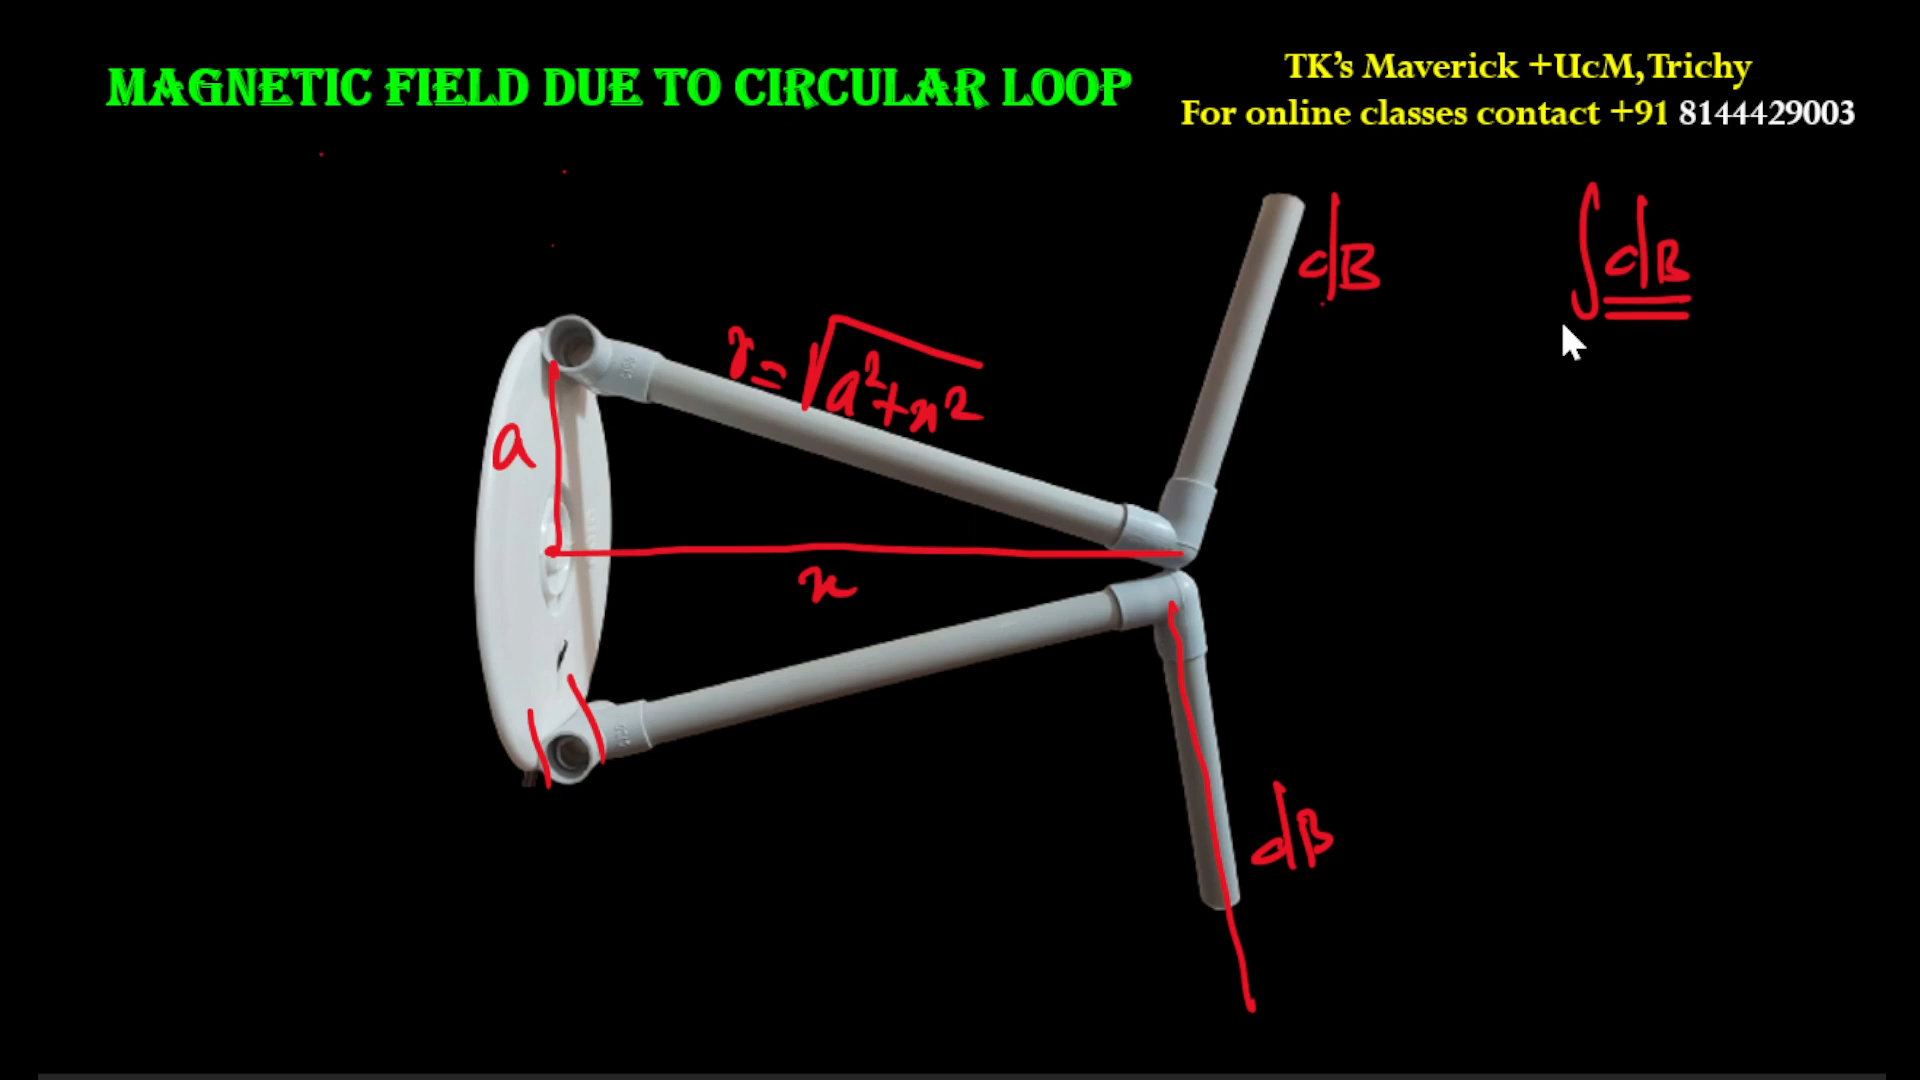 MAGNETIC FIELD DUE TO CIRCULAR LOOP
TK's Maverick +UcM,Trichy
For online classes contact +91 8144429003
dB
∫dB
r=√a²+x²
a
x
dB